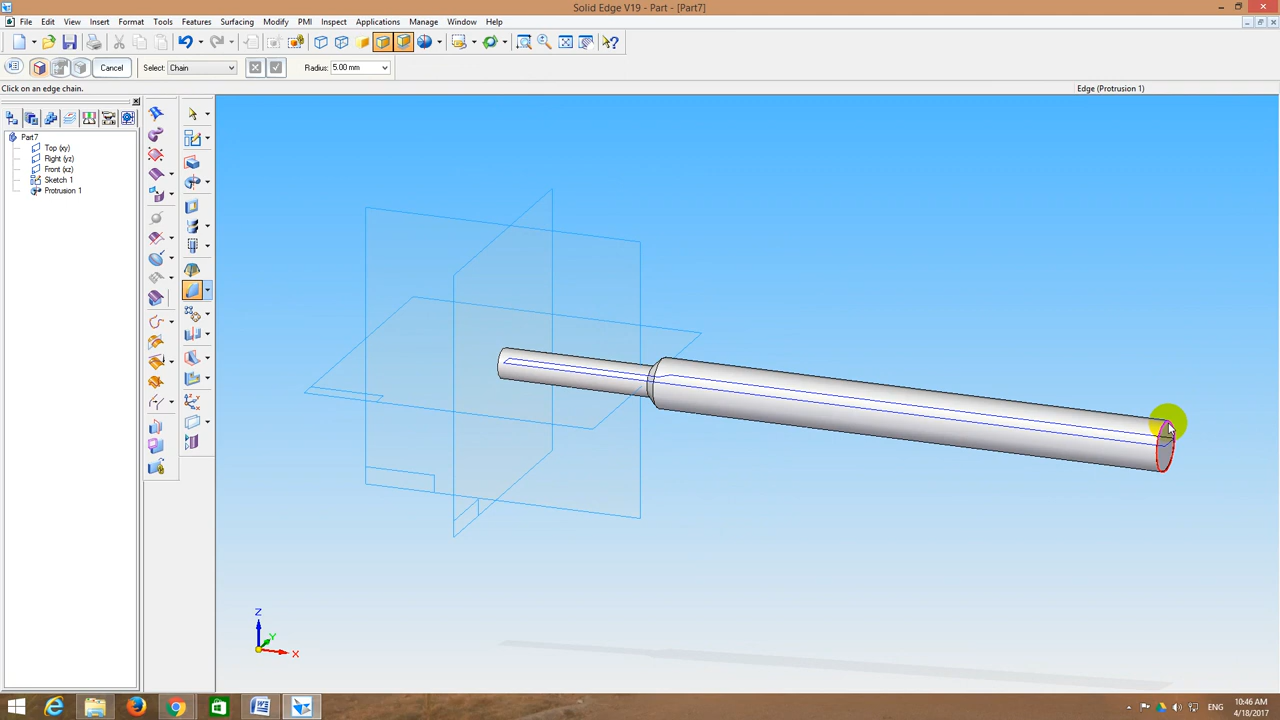 Solid Edge V19 - Part - [Part7]
File Edit View Insert Format Tools Features Surfacing Modify PMI Inspect Applications Manage Window Help
Cancel Select: Chain Radius: 5.00 mm
Click on an edge chain. Edge (Protrusion 1)
Part7
Top (xy)
Right (yz)
Front (xz)
Sketch 1
Protrusion 1
Z
Y
X
10:46 AM
ENG
4/18/2017